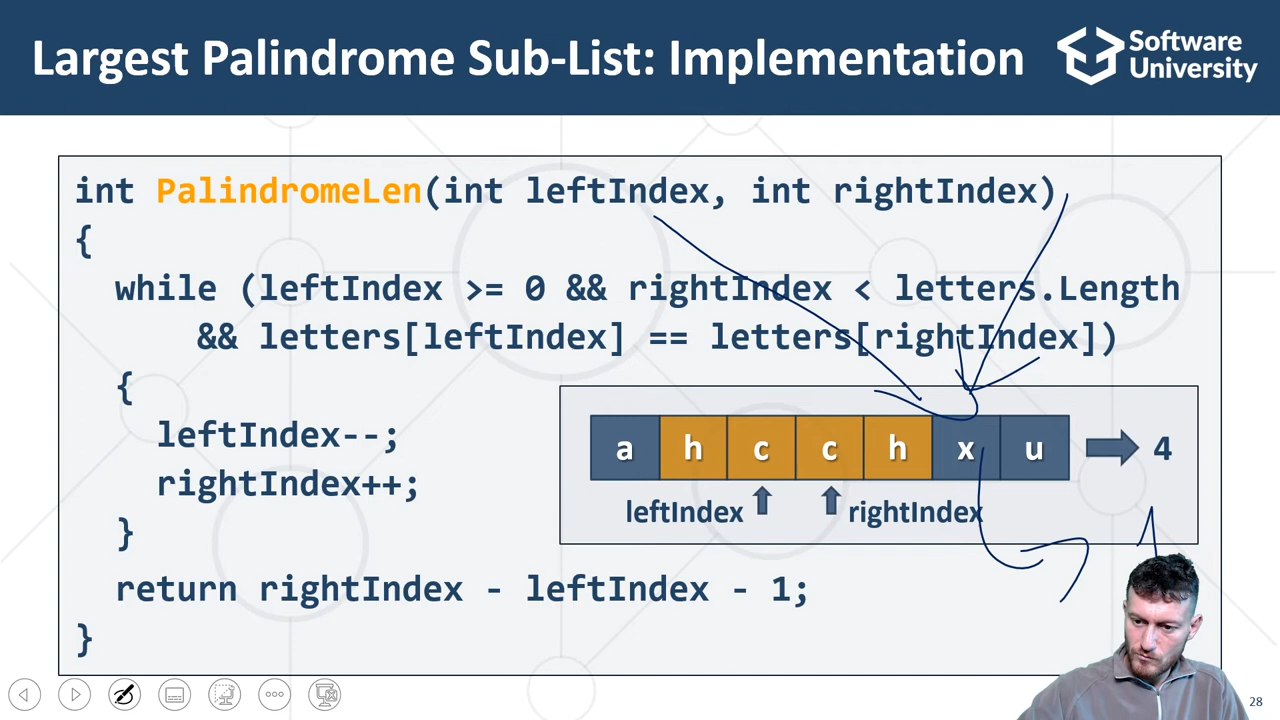 Largest Palindrome Sub-List: Implementation
Software
University
int PalindromeLen(int leftIndex, int rightIndex)
{
while (leftIndex >= 0 && rightIndex < letters.Length
&& letters[leftIndex] == letters[rightIndex])
{
leftIndex--;
rightIndex++;
}
return rightIndex - leftIndex - 1;
}
a h c c h x u 4
leftIndex rightIndex
1
28